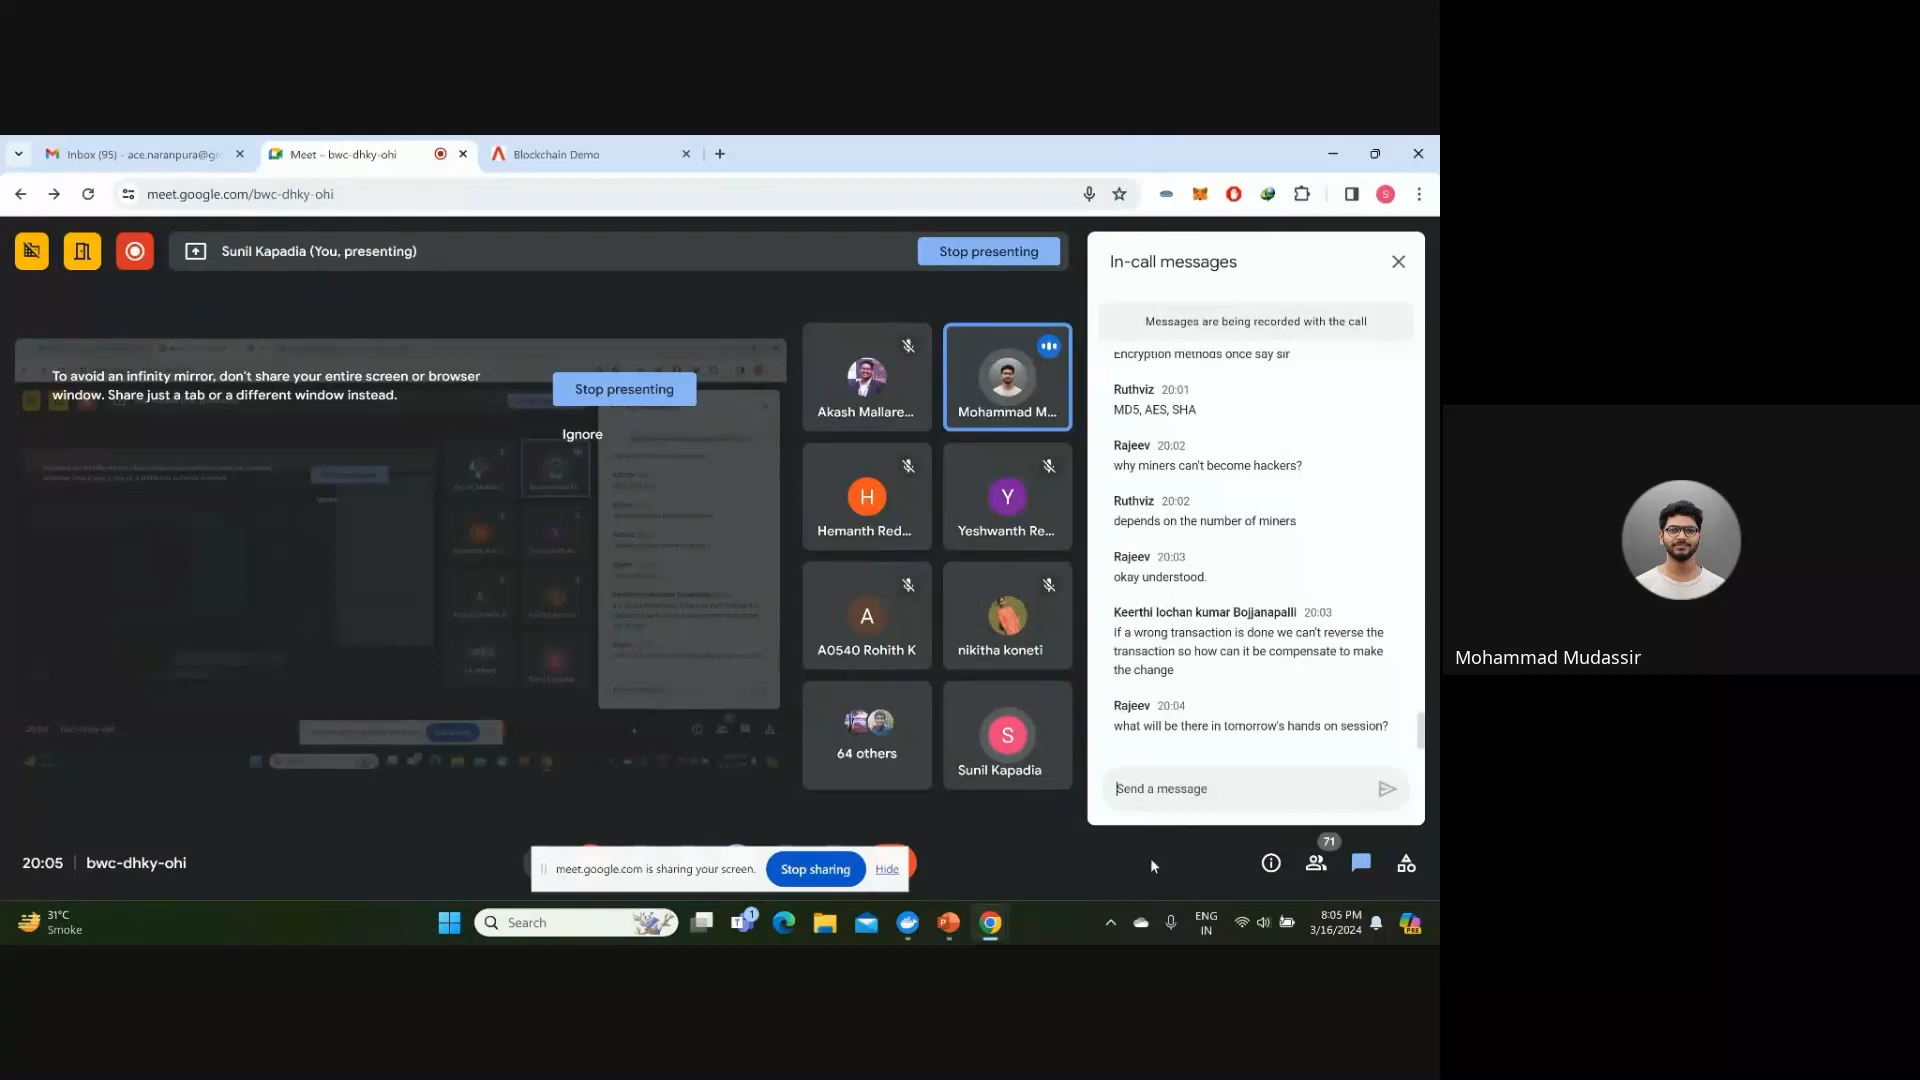 Inbox (95) - ace.naranpura@gm
Meet – bwc-dhky-ohi
Blockchain Demo
meet.google.com/bwc-dhky-ohi
S
Sunil Kapadia (You, presenting)
Stop presenting
To avoid an infinity mirror, don't share your entire screen or browser
window. Share just a tab or a different window instead.
Stop presenting
Ignore
Akash Mallare...
Mohammad M...
H
Hemanth Red...
Y
Yeshwanth Re...
A
A0540 Rohith K
nikitha koneti
64 others
S
Sunil Kapadia
In-call messages
Messages are being recorded with the call
Encryption methods once say sir
Ruthviz 20:01
MD5, AES, SHA
Rajeev 20:02
why miners can't become hackers?
Ruthviz 20:02
depends on the number of miners
Rajeev 20:03
okay understood.
Keerthi lochan kumar Bojjanapalli 20:03
If a wrong transaction is done we can't reverse the
transaction so how can it be compensate to make
the change
Rajeev 20:04
what will be there in tomorrow's hands on session?
Send a message
Mohammad Mudassir
20:05 | bwc-dhky-ohi
meet.google.com is sharing your screen.
Stop sharing
Hide
71
31°C
Smoke
Search
1
ENG
IN
8:05 PM
3/16/2024
PRE